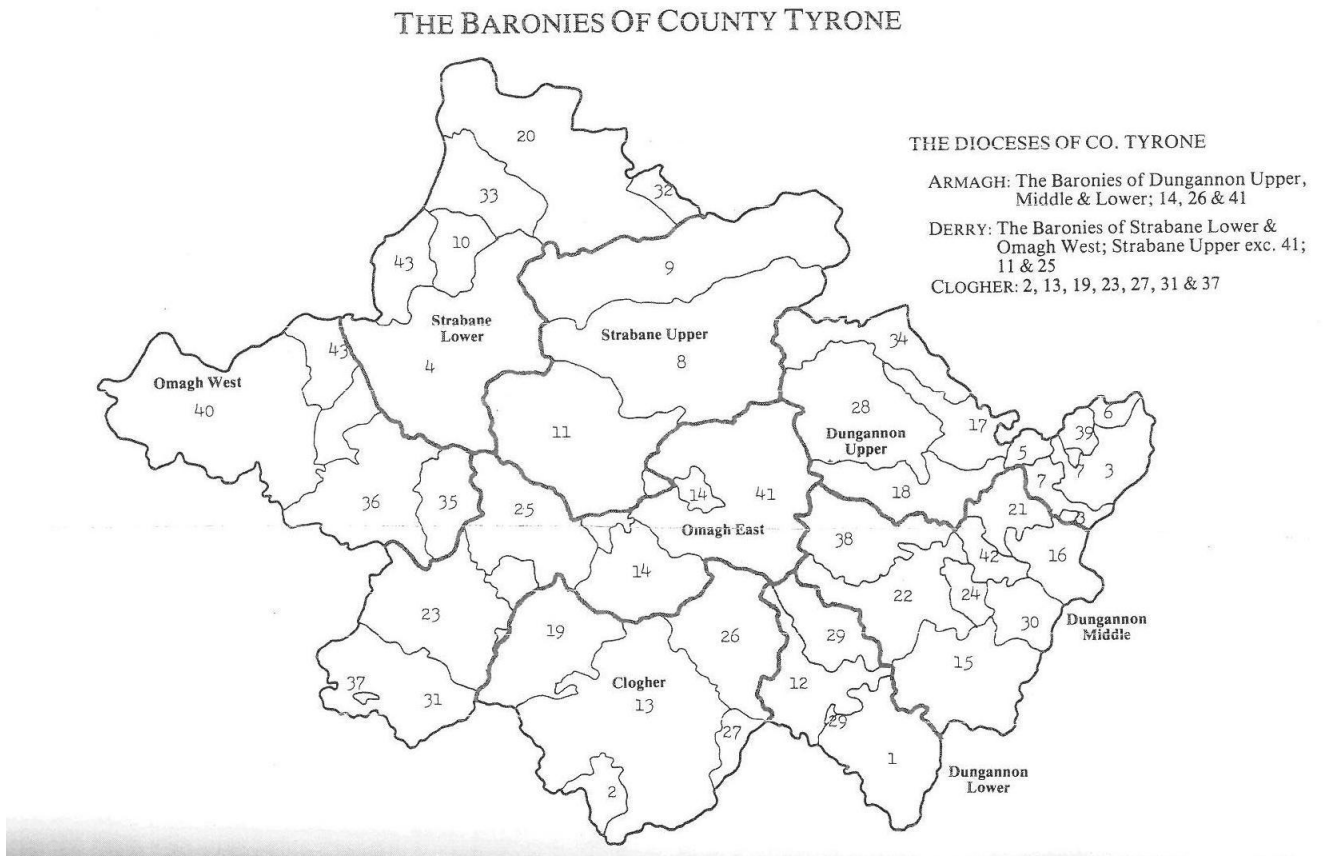 THE BARONIES OF COUNTY TYRONE
THE DIOCESES OF CO. TYRONE
ARMAGH: The Baronies of Dungannon Upper,
Middle & Lower; 14, 26 & 41
DERRY: The Baronies of Strabane Lower &
Omagh West; Strabane Upper exc. 41;
11 & 25
CLOGHER: 2, 13, 19, 23, 27, 31 & 37
20
33
32
10
43
9
Strabane
Lower
4
Strabane Upper
8
34
43
Omagh West
40
28
Dungannon
Upper
17
6
39
5
7
3
7
11
14
41
18
Omagh East
36
35
25
21
3
38
42
16
14
22
24
30
Dungannon
Middle
23
19
26
29
15
37
31
Clogher
13
12
27
29
1
2
Dungannon
Lower